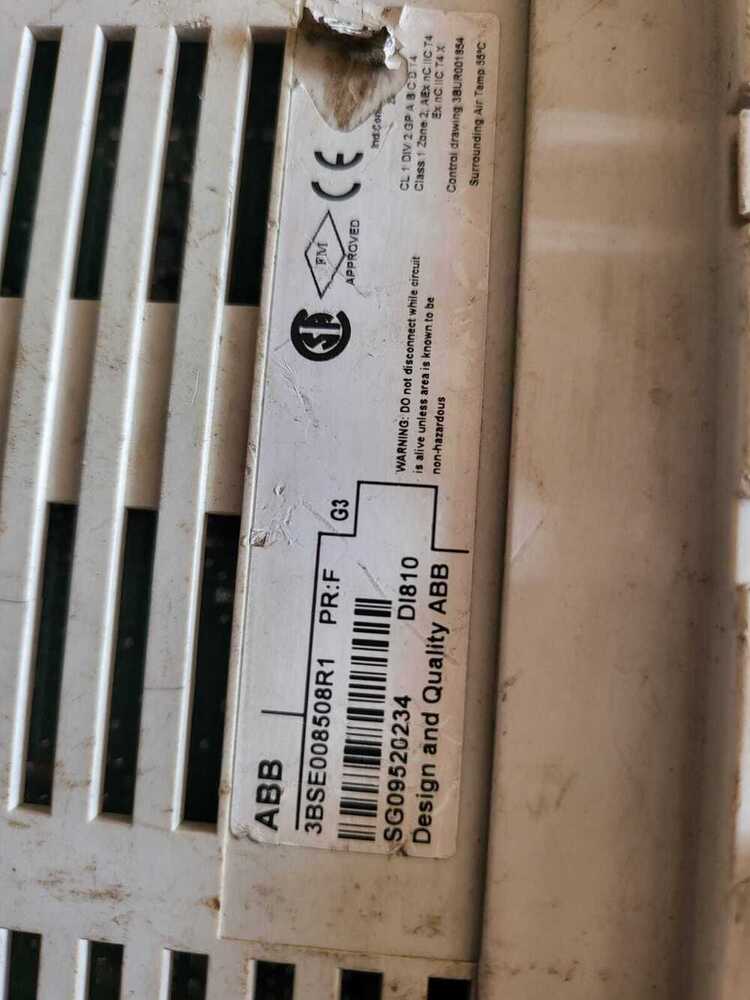 ABB
3BSE008508R1 PR:F
G3
SG09520234 DI810
Design and Quality ABB
FM
APPROVED
CE
WARNING: DO not disconnect while circuit
is alive unless area is known to be
non-hazardous
CL 1 DIV 2 GP A B C D T4
Class 1 Zone 2, AEx nC IIC T4
Ex nC IIC T4 X
Control drawing 3BUR001854
Surrounding Air Temp 55°C